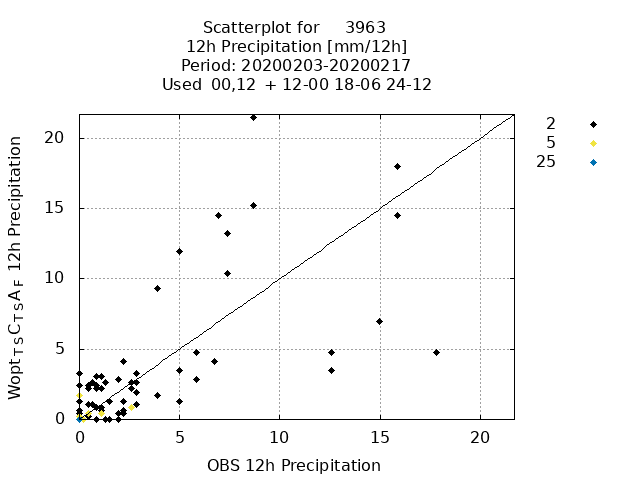 Scatterplot for 3963
12h Precipitation [mm/12h]
Period: 20200203-20200217
Used 00,12 + 12-00 18-06 24-12
2
5
25
20
15
10
5
0
WoptTsCTsAF 12h Precipitation
0 5 10 15 20
OBS 12h Precipitation